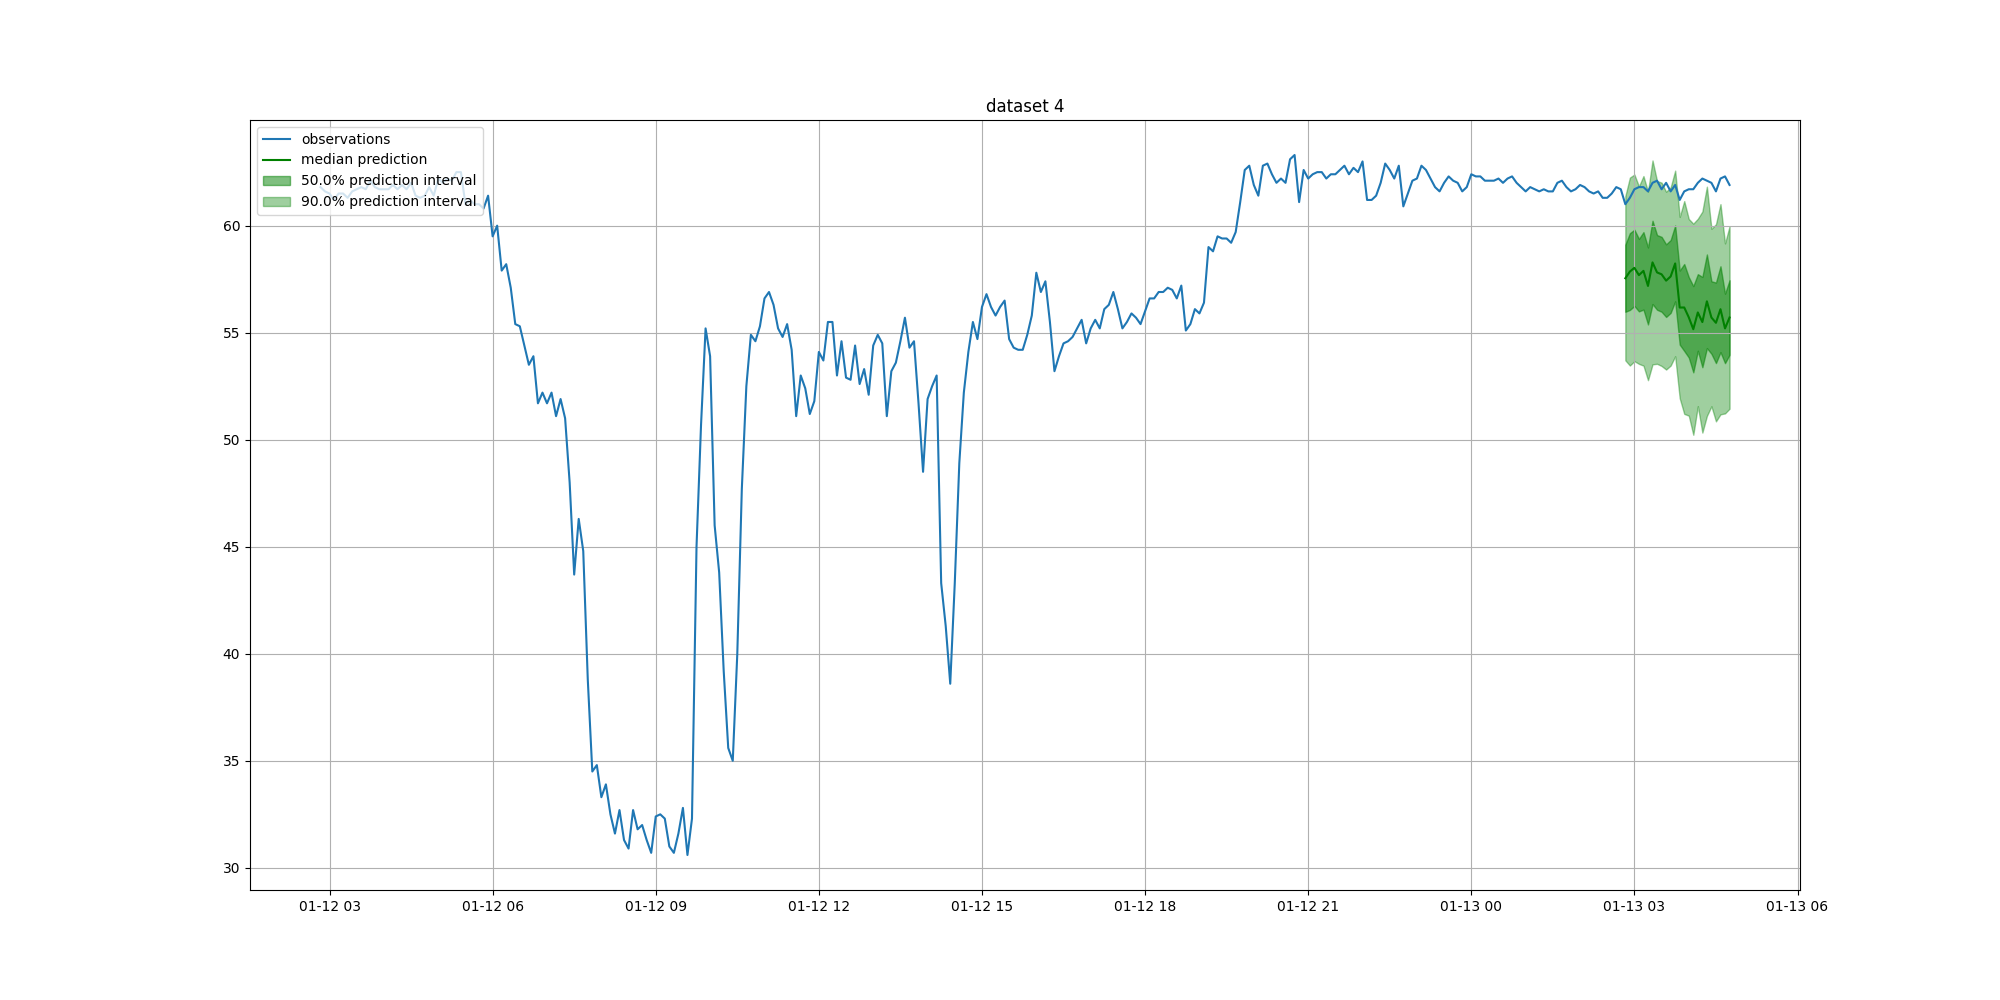 dataset 4
observations
median prediction
50.0% prediction interval
90.0% prediction interval
60
55
50
45
40
35
30
01-12 03 01-12 06 01-12 09 01-12 12 01-12 15 01-12 18 01-12 21 01-13 00 01-13 03 01-13 06